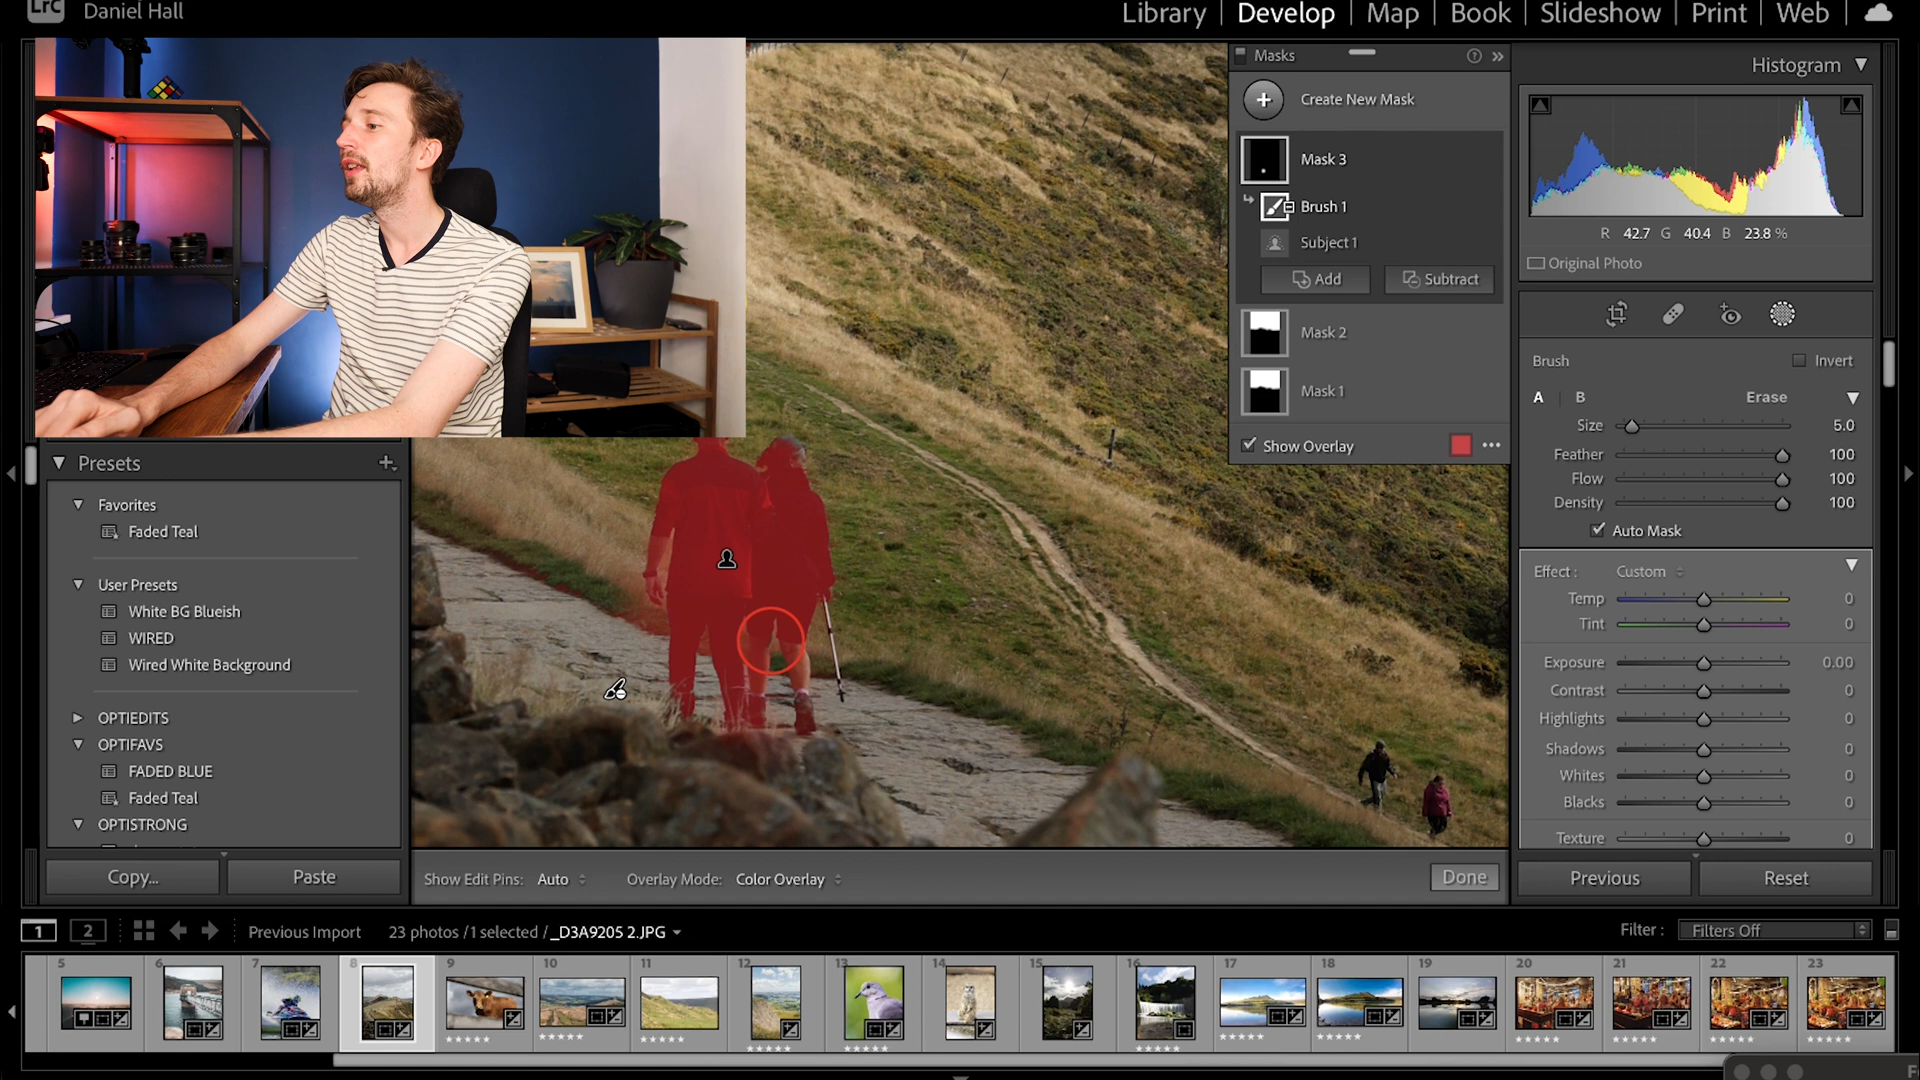 LrC
Daniel Hall
Library | Develop | Map | Book | Slideshow | Print | Web
Masks
Create New Mask
Mask 3
Brush 1
Subject 1
Add
Subtract
Mask 2
Mask 1
Show Overlay
Histogram
R 42.7 G 40.4 B 23.8 %
Original Photo
Brush
Invert
A | B Erase
Size 5.0
Feather 100
Flow 100
Density 100
Auto Mask
Effect : Custom
Temp 0
Tint 0
Exposure 0.00
Contrast 0
Highlights 0
Shadows 0
Whites 0
Blacks 0
Texture 0
Previous
Reset
Presets
Favorites
Faded Teal
User Presets
White BG Blueish
WIRED
Wired White Background
OPTIEDITS
OPTIFAVS
FADED BLUE
Faded Teal
OPTISTRONG
Copy...
Paste
Show Edit Pins: Auto
Overlay Mode: Color Overlay
Done
1 2
Previous Import
23 photos /1 selected /_D3A9205 2.JPG
Filter : Filters Off
5 6 7 8 9 10 11 12 13 14 15 16 17 18 19 20 21 22 23